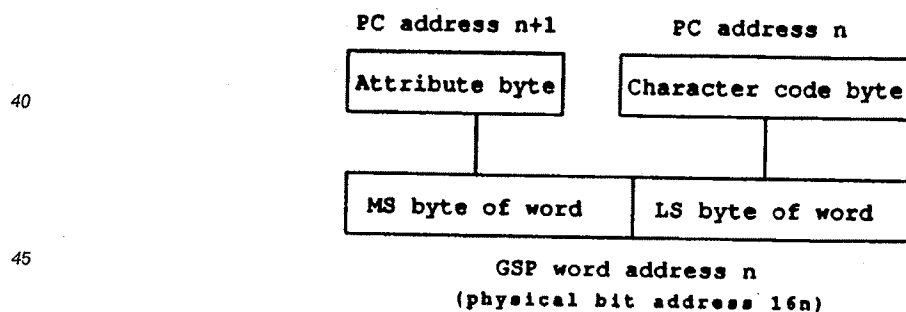 PC address n+1 PC address n
40 Attribute byte Character code byte
MS byte of word LS byte of word
45 GSP word address n
(physical bit address 16n)